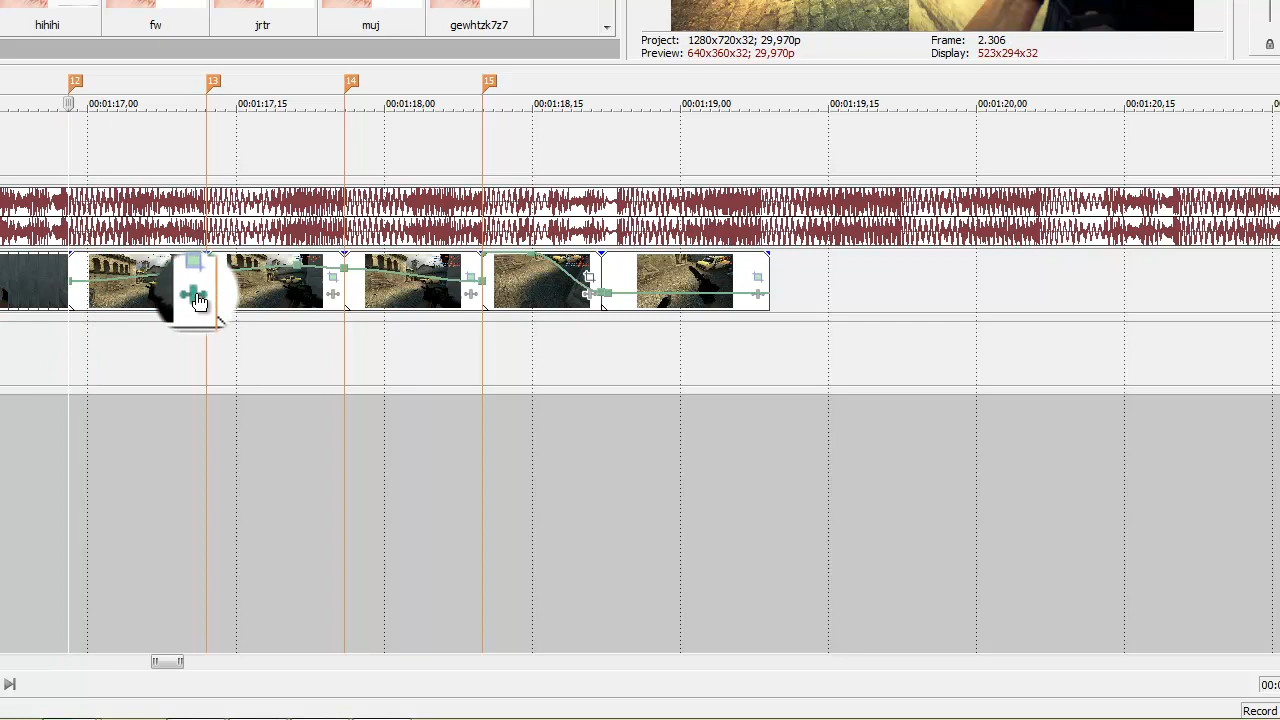 hihihi
fw
jrtr
muj
gewhtzk7z7
Project: 1280x720x32; 29,970p
Frame: 2.306
Preview: 640x360x32; 29,970p
Display: 523x294x32
12
13
14
15
00:01:17,00
00:01:17,15
00:01:18,00
00:01:18,15
00:01:19,00
00:01:19,15
00:01:20,00
00:01:20,15
00:0
Record